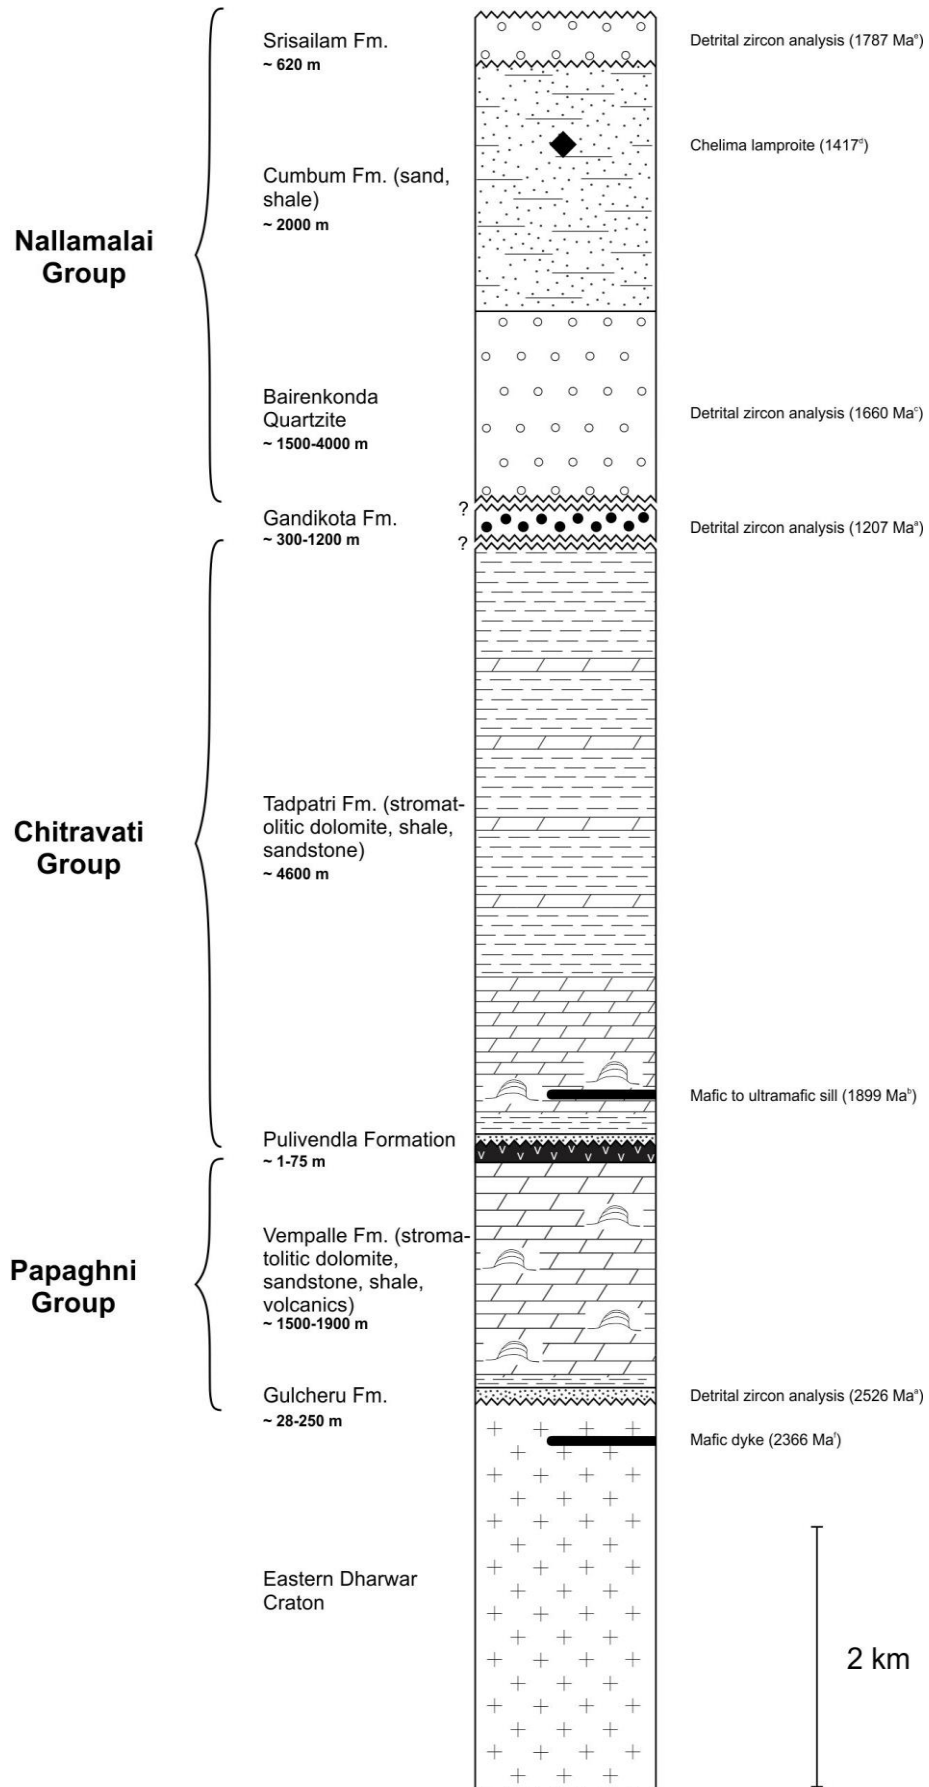 Srisailam Fm.
~ 620 m
Detrital zircon analysis (1787 Maᵉ)
Chelima lamproite (1417ᵈ)
Cumbum Fm. (sand,
shale)
~ 2000 m
Nallamalai
Group
Bairenkonda
Quartzite
~ 1500-4000 m
Detrital zircon analysis (1660 Maᶜ)
?
Gandikota Fm.
~ 300-1200 m
?
Detrital zircon analysis (1207 Maᵃ)
Tadpatri Fm. (stromat-
olitic dolomite, shale,
sandstone)
~ 4600 m
Chitravati
Group
Mafic to ultramafic sill (1899 Maᵇ)
Pulivendla Formation
~ 1-75 m
V V V V V V V V V V
Vempalle Fm. (stroma-
tolitic dolomite,
sandstone, shale,
volcanics)
~ 1500-1900 m
Papaghni
Group
Gulcheru Fm.
~ 28-250 m
Detrital zircon analysis (2526 Maᵃ)
Mafic dyke (2366 Maᶠ)
Eastern Dharwar
Craton
2 km